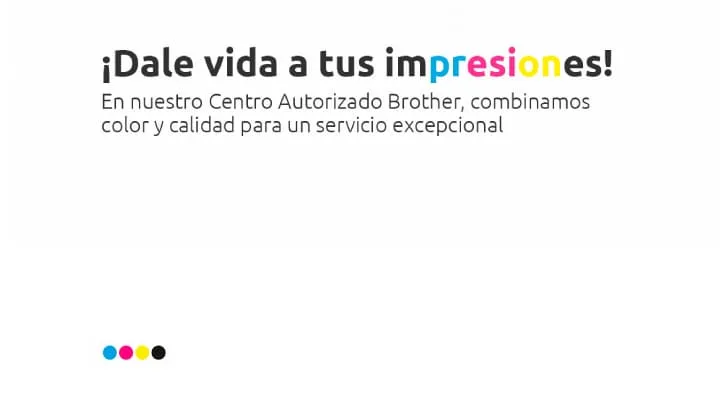 ¡Dale vida a tus impresiones!
En nuestro Centro Autorizado Brother, combinamos
color y calidad para un servicio excepcional